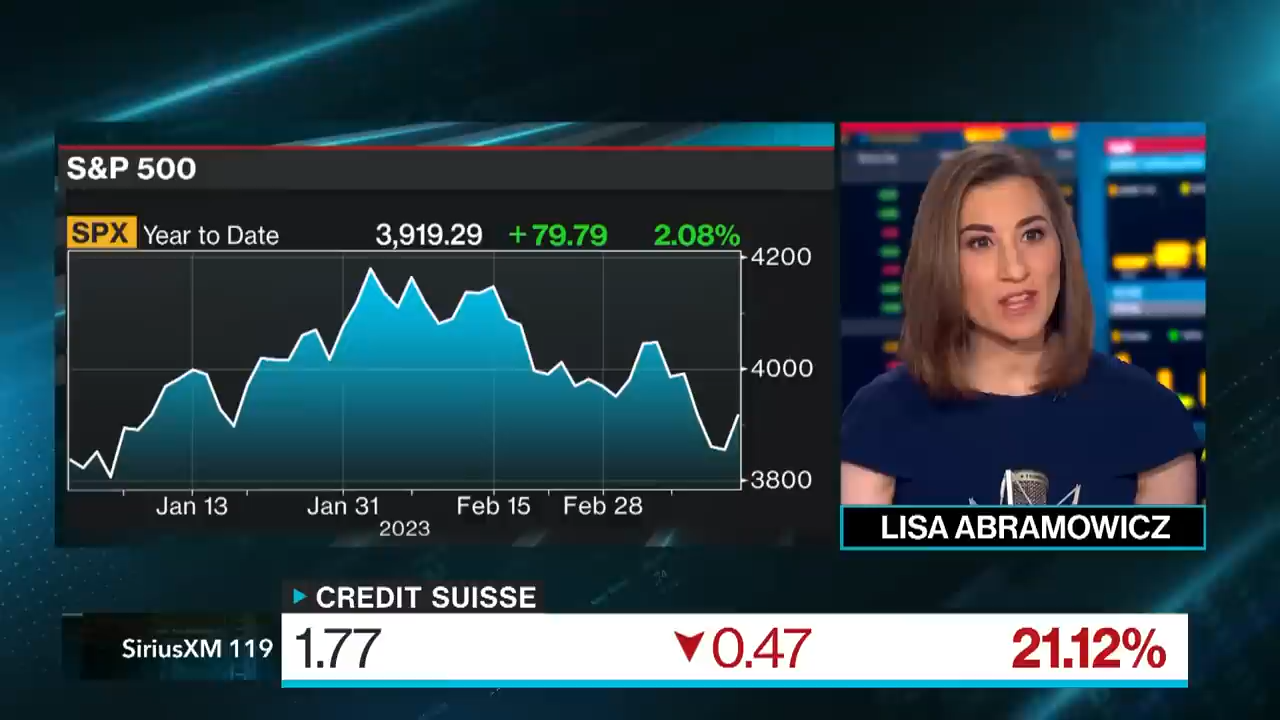 S&P 500
SPX Year to Date 3,919.29 +79.79 2.08%
4200
4000
3800
Jan 13 Jan 31 Feb 15 Feb 28
2023
LISA ABRAMOWICZ
CREDIT SUISSE
SiriusXM 119
1.77 ▼0.47 21.12%